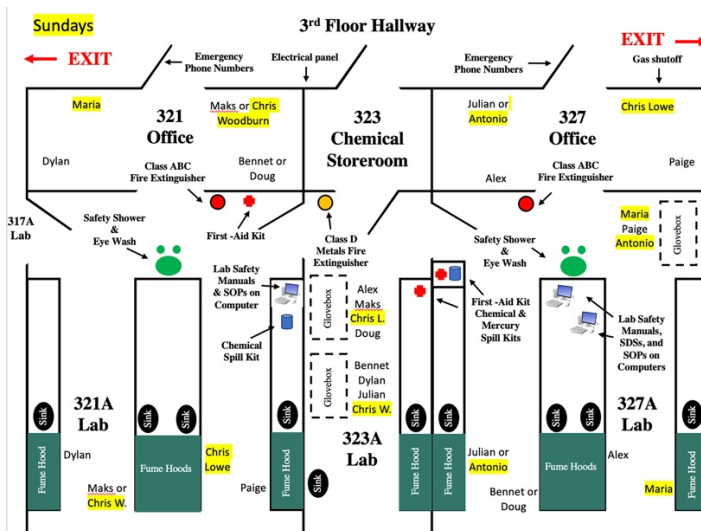 Sundays
3rd Floor Hallway
EXIT
EXIT
Emergency
Phone Numbers
Electrical panel
Emergency
Phone Numbers
Gas shutoff
Maria
321
Office
Maks or Chris
Woodburn
323
Chemical
Storeroom
Julian or
Antonio
327
Office
Chris Lowe
Dylan
Bennet or
Doug
Alex
Paige
Class ABC
Fire Extinguisher
Class ABC
Fire Extinguisher
317A
Lab
Safety Shower
&
Eye Wash
First -Aid Kit
Class D
Metals Fire
Extinguisher
Safety Shower
&
Eye Wash
Maria
Paige
Antonio
Glovebox
Lab Safety
Manuals
& SOPs on
Computer
Chemical
Spill Kit
Glovebox
Alex
Maks
Chris L.
Doug
First -Aid Kit
Chemical &
Mercury
Spill Kits
Lab Safety
Manuals,
SDSs, and
SOPs on
Computers
Glovebox
Bennet
Dylan
Julian
Chris W.
Sink
321A
Lab
Sink
Sink
Sink
323A
Lab
Sink
Sink
Sink
Sink
327A
Lab
Sink
Fume Hood
Dylan
Maks or
Chris W.
Fume Hoods
Chris
Lowe
Paige
Fume Hood
Sink
Fume Hood
Fume Hood
Julian or
Antonio
Bennet or
Doug
Fume Hoods
Alex
Maria
Fume Hood